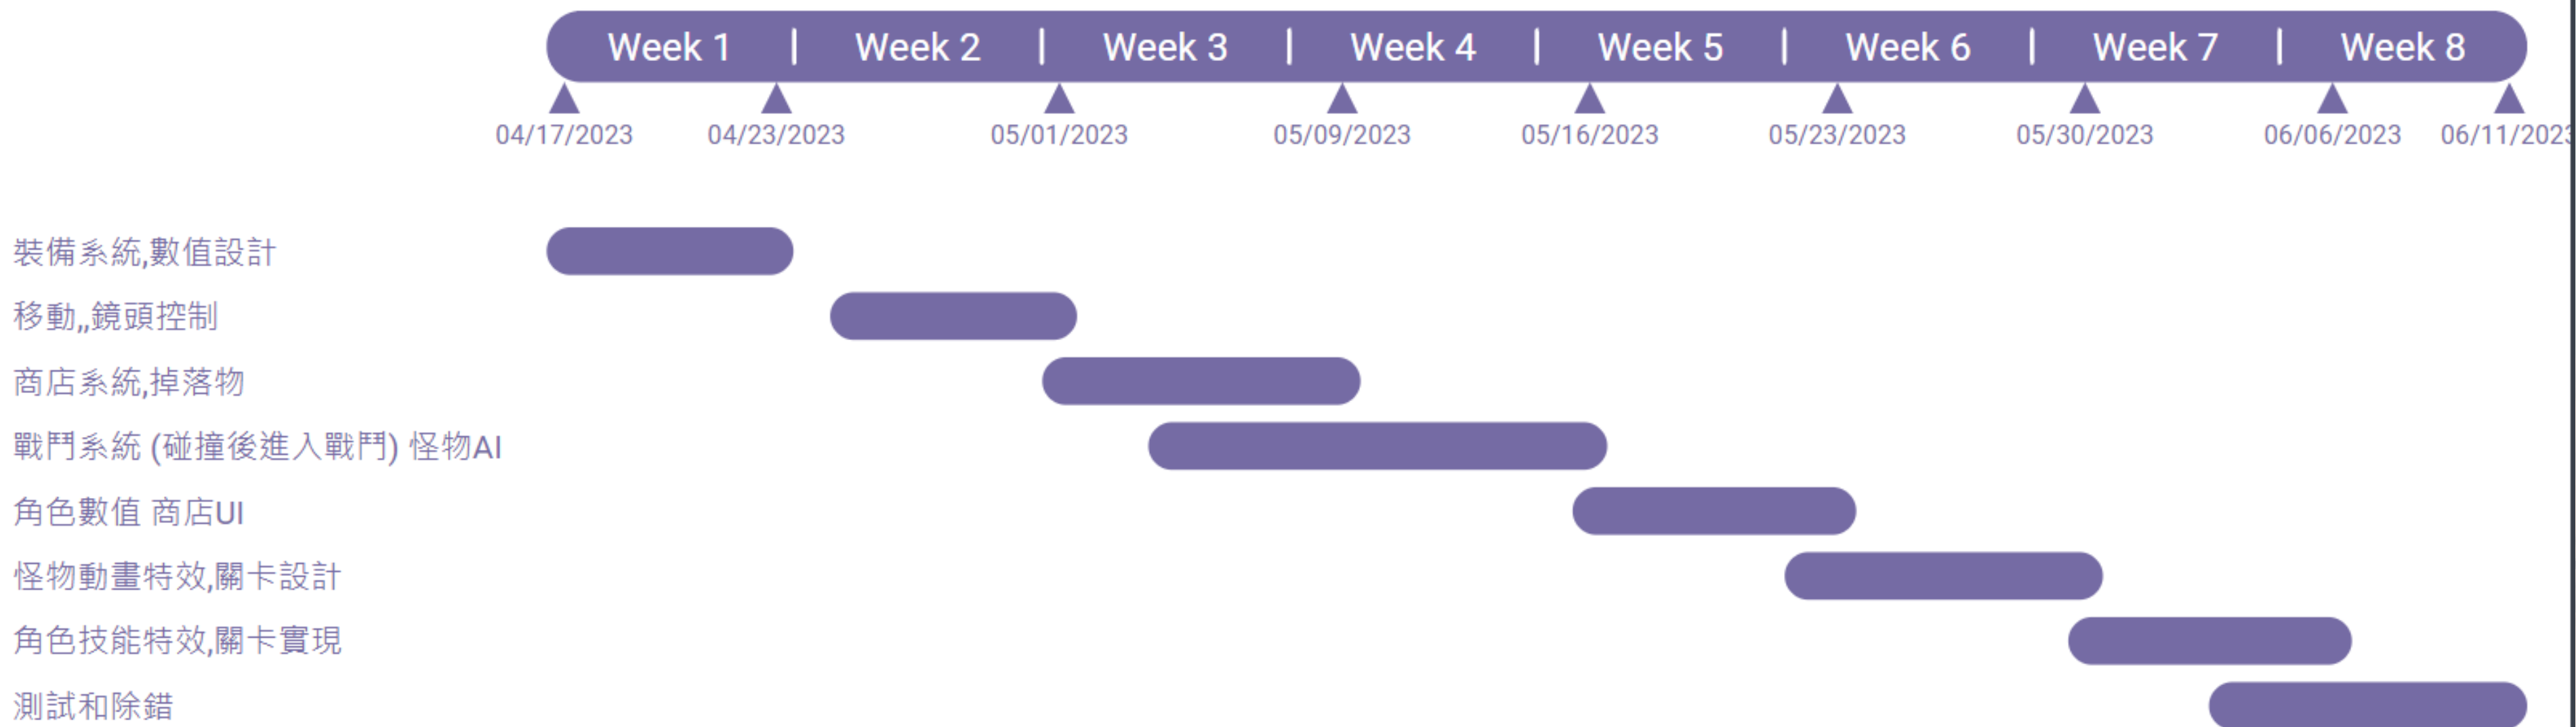 Week 1 Week 2 Week 3 Week 4 Week 5 Week 6 Week 7 Week 8
04/17/2023 04/23/2023 05/01/2023 05/09/2023 05/16/2023 05/23/2023 05/30/2023 06/06/2023 06/11/2023
裝備系統,數值設計
移動,,鏡頭控制
商店系統,掉落物
戰鬥系統 (碰撞後進入戰鬥) 怪物AI
角色數值 商店UI
怪物動畫特效,關卡設計
角色技能特效,關卡實現
測試和除錯